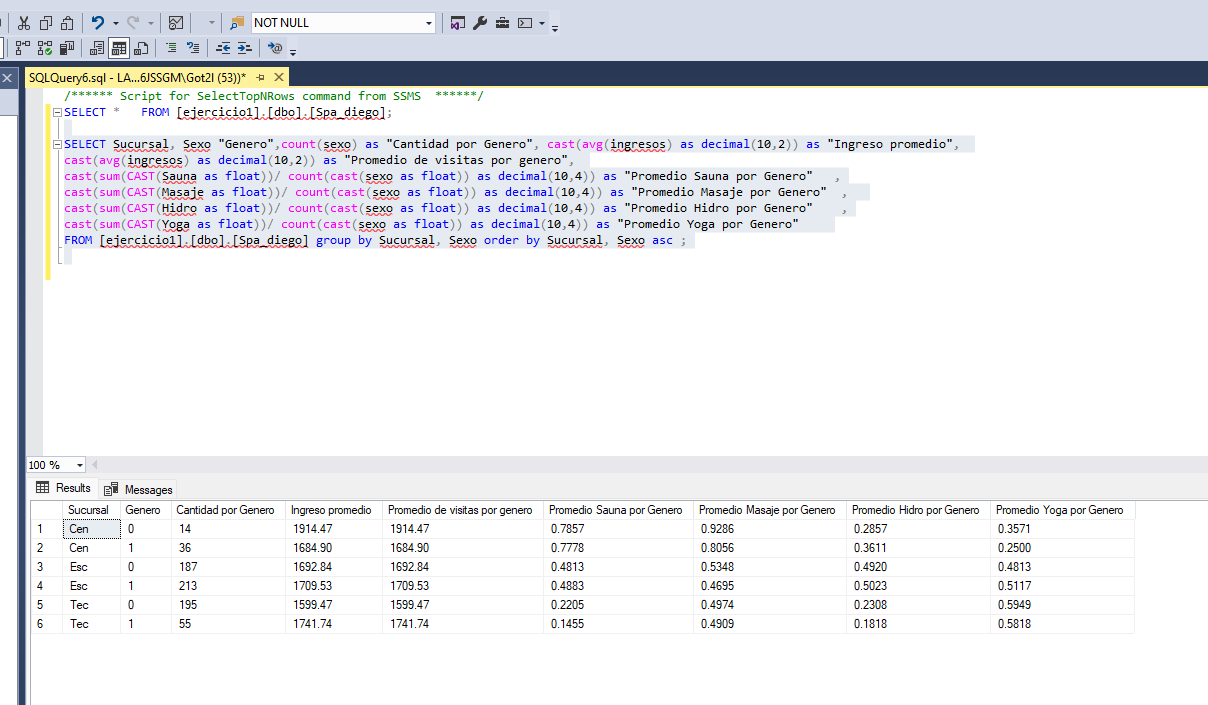 NOT NULL
SQLQuery6.sql - LA...6JSSGM\Got2l (53))*
/****** Script for SelectTopNRows command from SSMS ******/
SELECT * FROM [ejercicio1].[dbo].[Spa_diego];
SELECT Sucursal, Sexo "Genero",count(sexo) as "Cantidad por Genero", cast(avg(ingresos) as decimal(10,2)) as "Ingreso promedio",
cast(avg(ingresos) as decimal(10,2)) as "Promedio de visitas por genero",
cast(sum(CAST(Sauna as float))/ count(cast(sexo as float)) as decimal(10,4)) as "Promedio Sauna por Genero" ,
cast(sum(CAST(Masaje as float))/ count(cast(sexo as float)) as decimal(10,4)) as "Promedio Masaje por Genero" ,
cast(sum(CAST(Hidro as float))/ count(cast(sexo as float)) as decimal(10,4)) as "Promedio Hidro por Genero" ,
cast(sum(CAST(Yoga as float))/ count(cast(sexo as float)) as decimal(10,4)) as "Promedio Yoga por Genero"
FROM [ejercicio1].[dbo].[Spa_diego] group by Sucursal, Sexo order by Sucursal, Sexo asc ;
100 %
Results Messages
Sucursal Genero Cantidad por Genero Ingreso promedio Promedio de visitas por genero Promedio Sauna por Genero Promedio Masaje por Genero Promedio Hidro por Genero Promedio Yoga por Genero
1 Cen 0 14 1914.47 1914.47 0.7857 0.9286 0.2857 0.3571
2 Cen 1 36 1684.90 1684.90 0.7778 0.8056 0.3611 0.2500
3 Esc 0 187 1692.84 1692.84 0.4813 0.5348 0.4920 0.4813
4 Esc 1 213 1709.53 1709.53 0.4883 0.4695 0.5023 0.5117
5 Tec 0 195 1599.47 1599.47 0.2205 0.4974 0.2308 0.5949
6 Tec 1 55 1741.74 1741.74 0.1455 0.4909 0.1818 0.5818